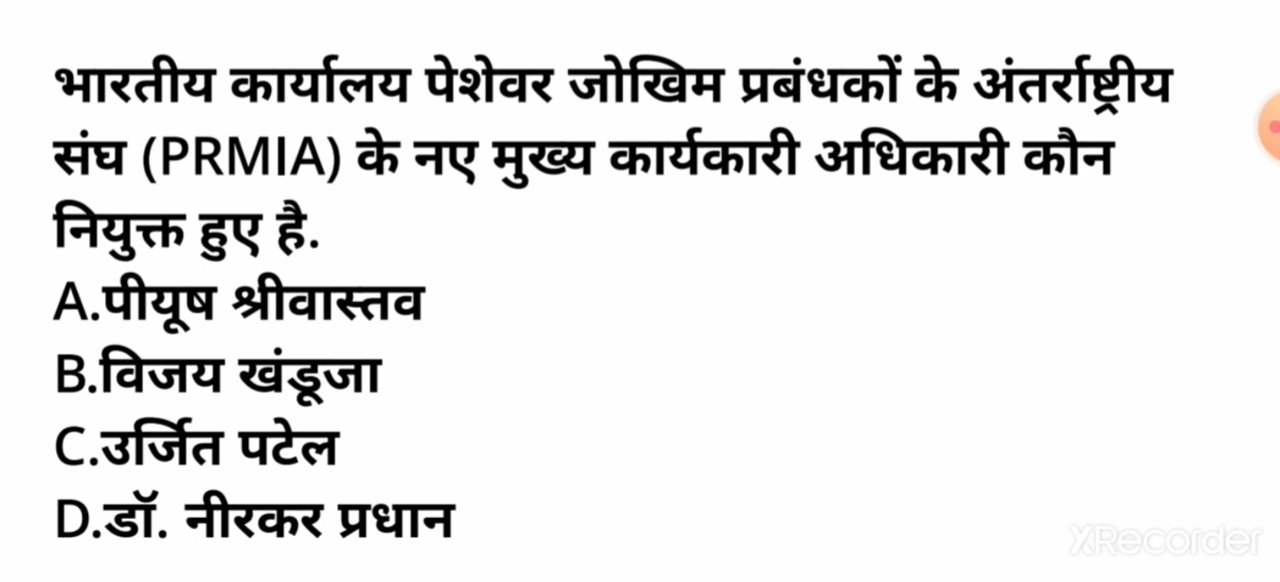 भारतीय कार्यालय पेशेवर जोखिम प्रबंधकों के अंतर्राष्ट्रीय
संघ (PRMIA) के नए मुख्य कार्यकारी अधिकारी कौन
नियुक्त हुए है.
A.पीयूष श्रीवास्तव
B.विजय खंडूजा
C.उर्जित पटेल
D.डॉ. नीरकर प्रधान
XRecorder